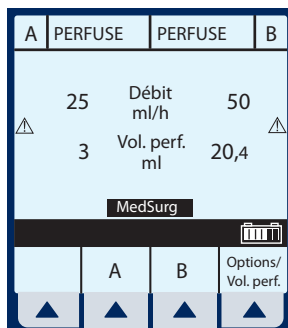 A PERFUSE PERFUSE B
25 Débit ml/h 50
3 Vol. perf. ml 20,4
MedSurg
A B Options/ Vol. perf.